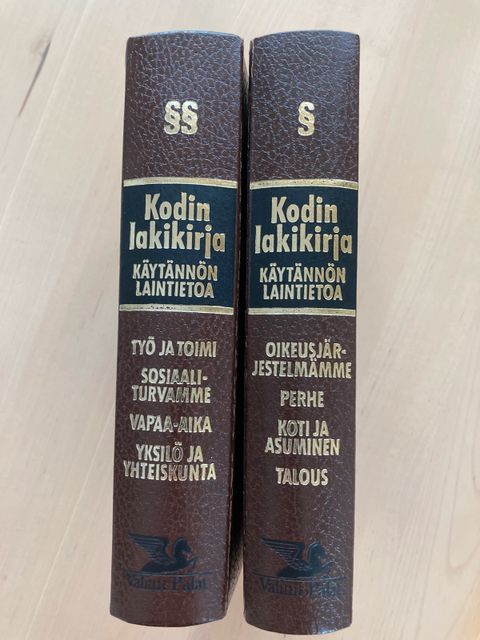 §§
Kodin
lakikirja
KÄYTÄNNÖN
LAINTIETOA
TYÖ JA TOIMI
SOSIAALI-
TURVAMME
VAPAA-AIKA
YKSILÖ JA
YHTEISKUNTA
Valitut Palat
§
Kodin
lakikirja
KÄYTÄNNÖN
LAINTIETOA
OIKEUSJÄR-
JESTELMÄMME
PERHE
KOTI JA
ASUMINEN
TALOUS
Valitut Palat